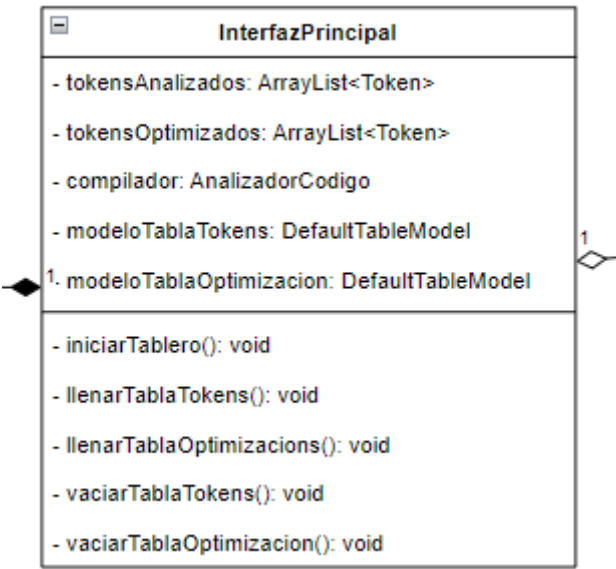 InterfazPrincipal
- tokensAnalizados: ArrayList<Token>
- tokensOptimizados: ArrayList<Token>
- compilador: AnalizadorCodigo
- modeloTablaTokens: DefaultTableModel
1
1. modeloTablaOptimizacion: DefaultTableModel
- iniciarTablero(): void
- llenarTablaTokens(): void
- llenarTablaOptimizacions(): void
- vaciarTablaTokens(): void
- vaciarTablaOptimizacion(): void